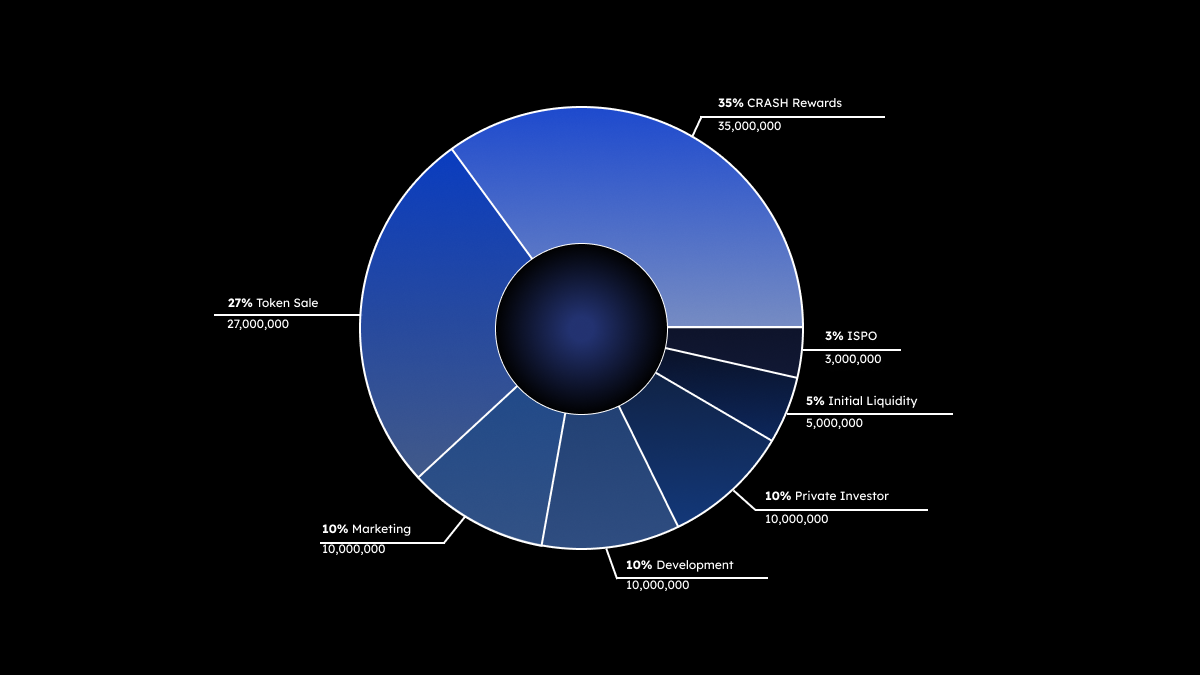 35% CRASH Rewards
35,000,000
27% Token Sale
27,000,000
3% ISPO
3,000,000
5% Initial Liquidity
5,000,000
10% Private Investor
10,000,000
10% Marketing
10,000,000
10% Development
10,000,000